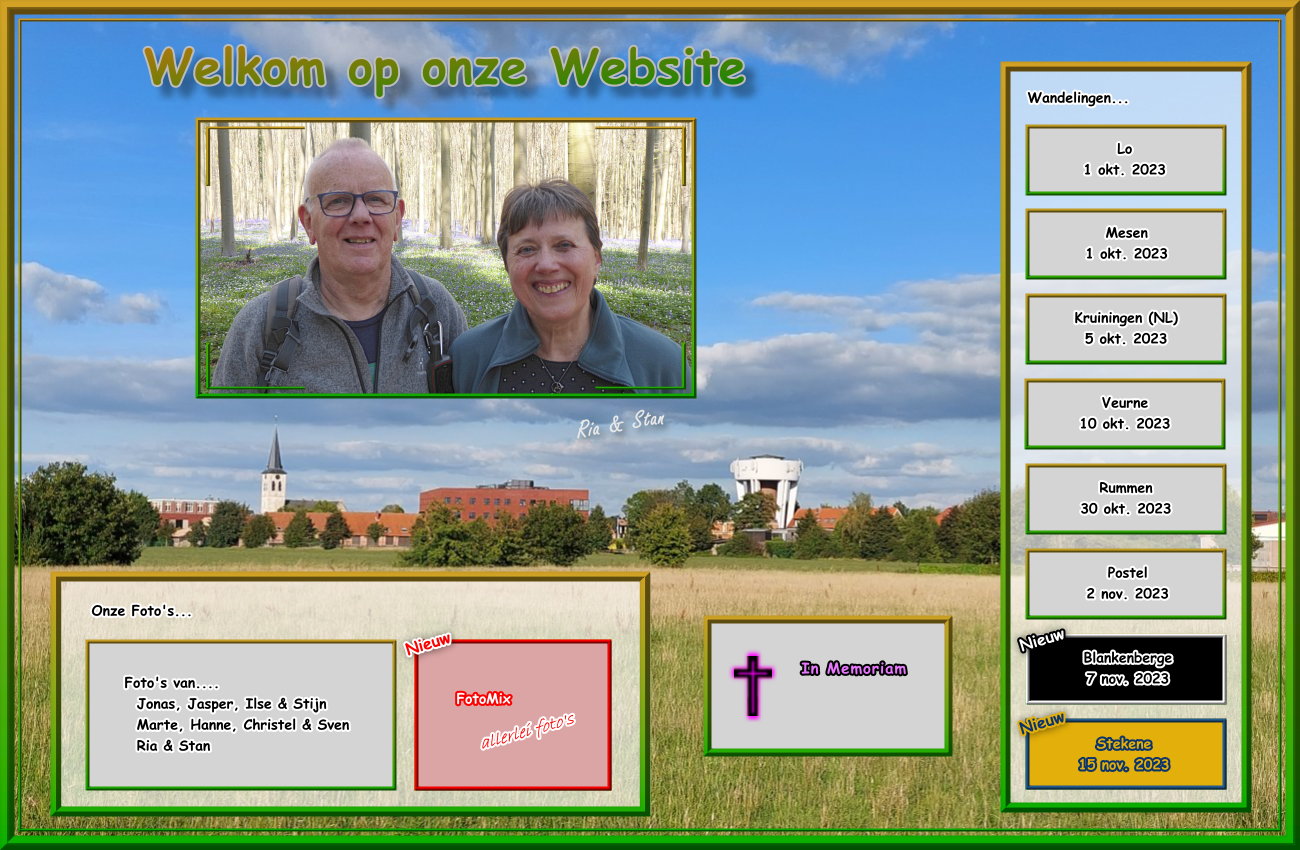 Welkom op onze Website
Ria & Stan
Onze Foto's...
Foto's van....
Jonas, Jasper, Ilse & Stijn
Marte, Hanne, Christel & Sven
Ria & Stan
Nieuw
FotoMix
allerlei foto's
In Memoriam
Wandelingen...
Lo
1 okt. 2023
Mesen
1 okt. 2023
Kruiningen (NL)
5 okt. 2023
Veurne
10 okt. 2023
Rummen
30 okt. 2023
Postel
2 nov. 2023
Nieuw
Blankenberge
7 nov. 2023
Nieuw
Stekene
15 nov. 2023